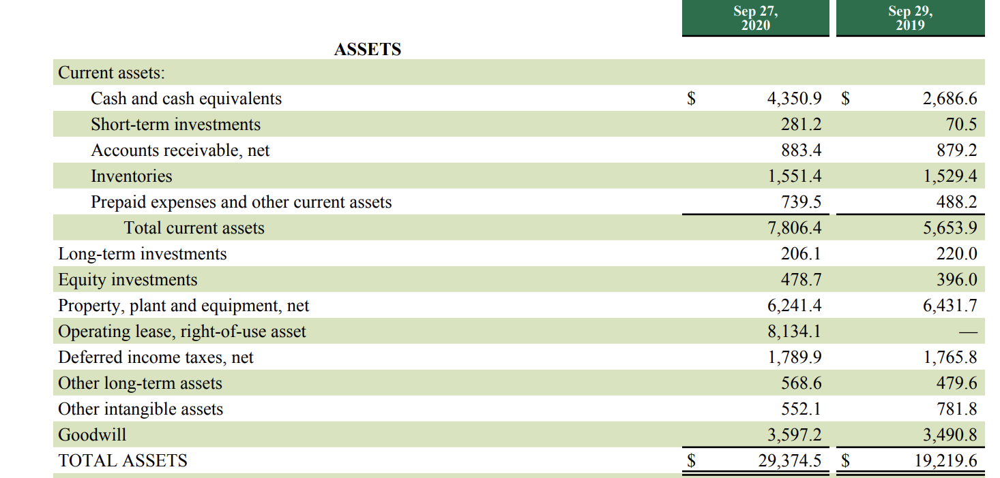 Sep 27, 2020 Sep 29, 2019
ASSETS
Current assets:
Cash and cash equivalents $ 4,350.9 $ 2,686.6
Short-term investments 281.2 70.5
Accounts receivable, net 883.4 879.2
Inventories 1,551.4 1,529.4
Prepaid expenses and other current assets 739.5 488.2
Total current assets 7,806.4 5,653.9
Long-term investments 206.1 220.0
Equity investments 478.7 396.0
Property, plant and equipment, net 6,241.4 6,431.7
Operating lease, right-of-use asset 8,134.1 —
Deferred income taxes, net 1,789.9 1,765.8
Other long-term assets 568.6 479.6
Other intangible assets 552.1 781.8
Goodwill 3,597.2 3,490.8
TOTAL ASSETS $ 29,374.5 $ 19,219.6